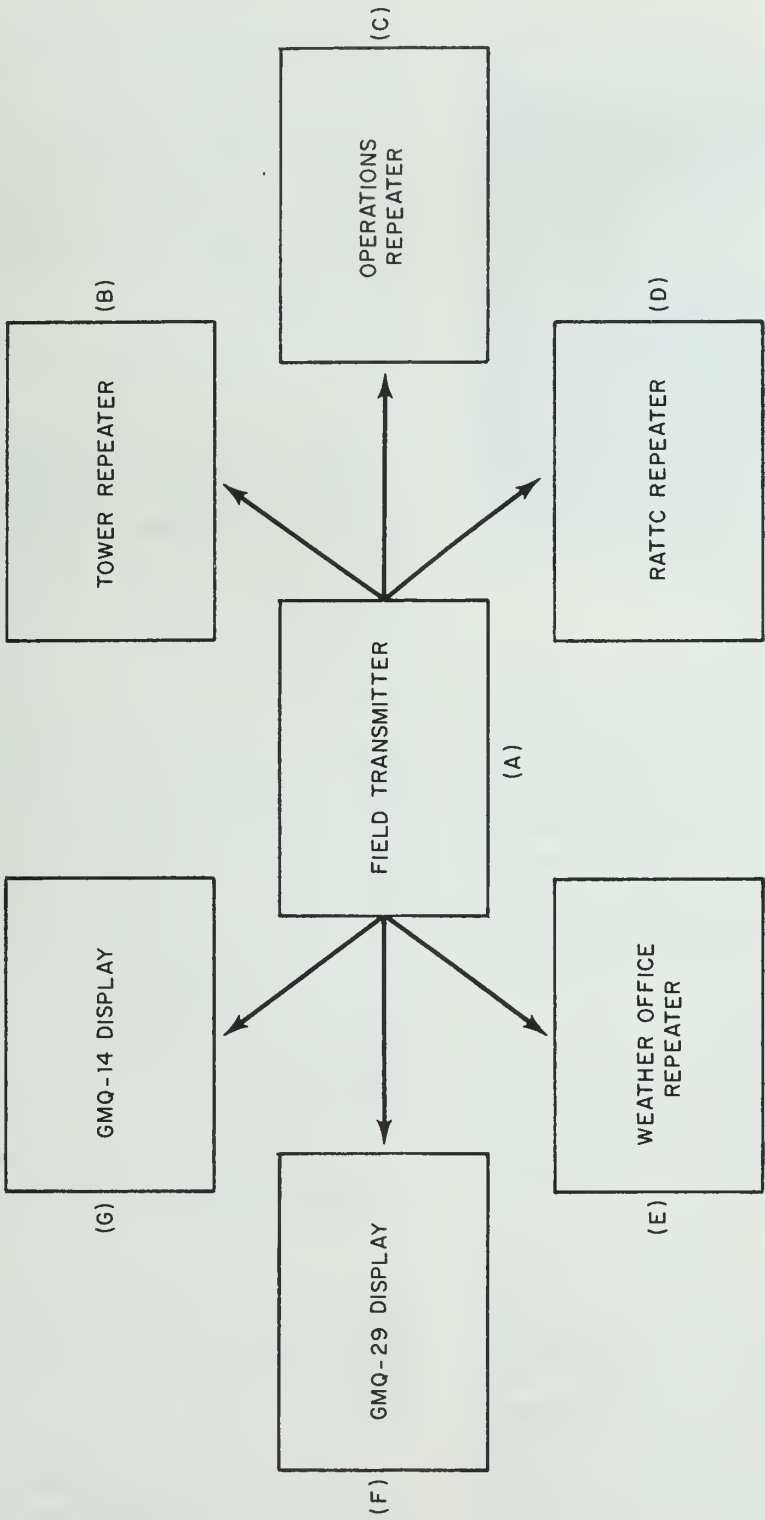 GMQ-14 DISPLAY
(G)
TOWER REPEATER
(B)
GMQ-29 DISPLAY
(F)
FIELD TRANSMITTER
(A)
OPERATIONS
REPEATER
(C)
WEATHER OFFICE
REPEATER
(E)
RATTC REPEATER
(D)